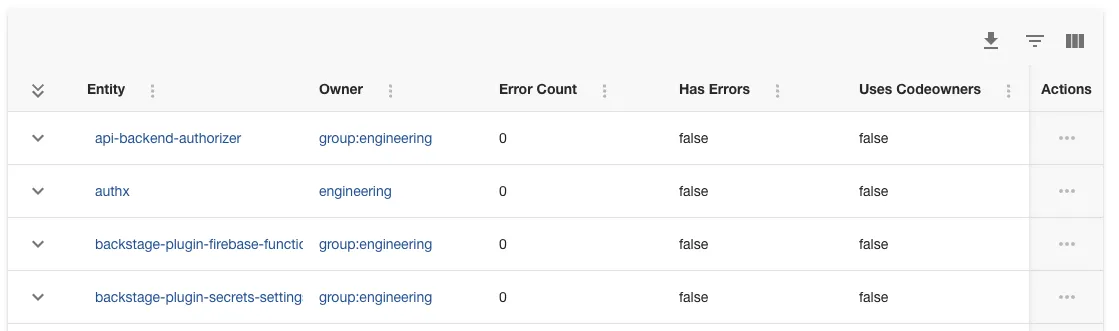 Entity Owner Error Count Has Errors Uses Codeowners Actions
api-backend-authorizer group:engineering 0 false false
authx engineering 0 false false
backstage-plugin-firebase-functic group:engineering 0 false false
backstage-plugin-secrets-setting group:engineering 0 false false